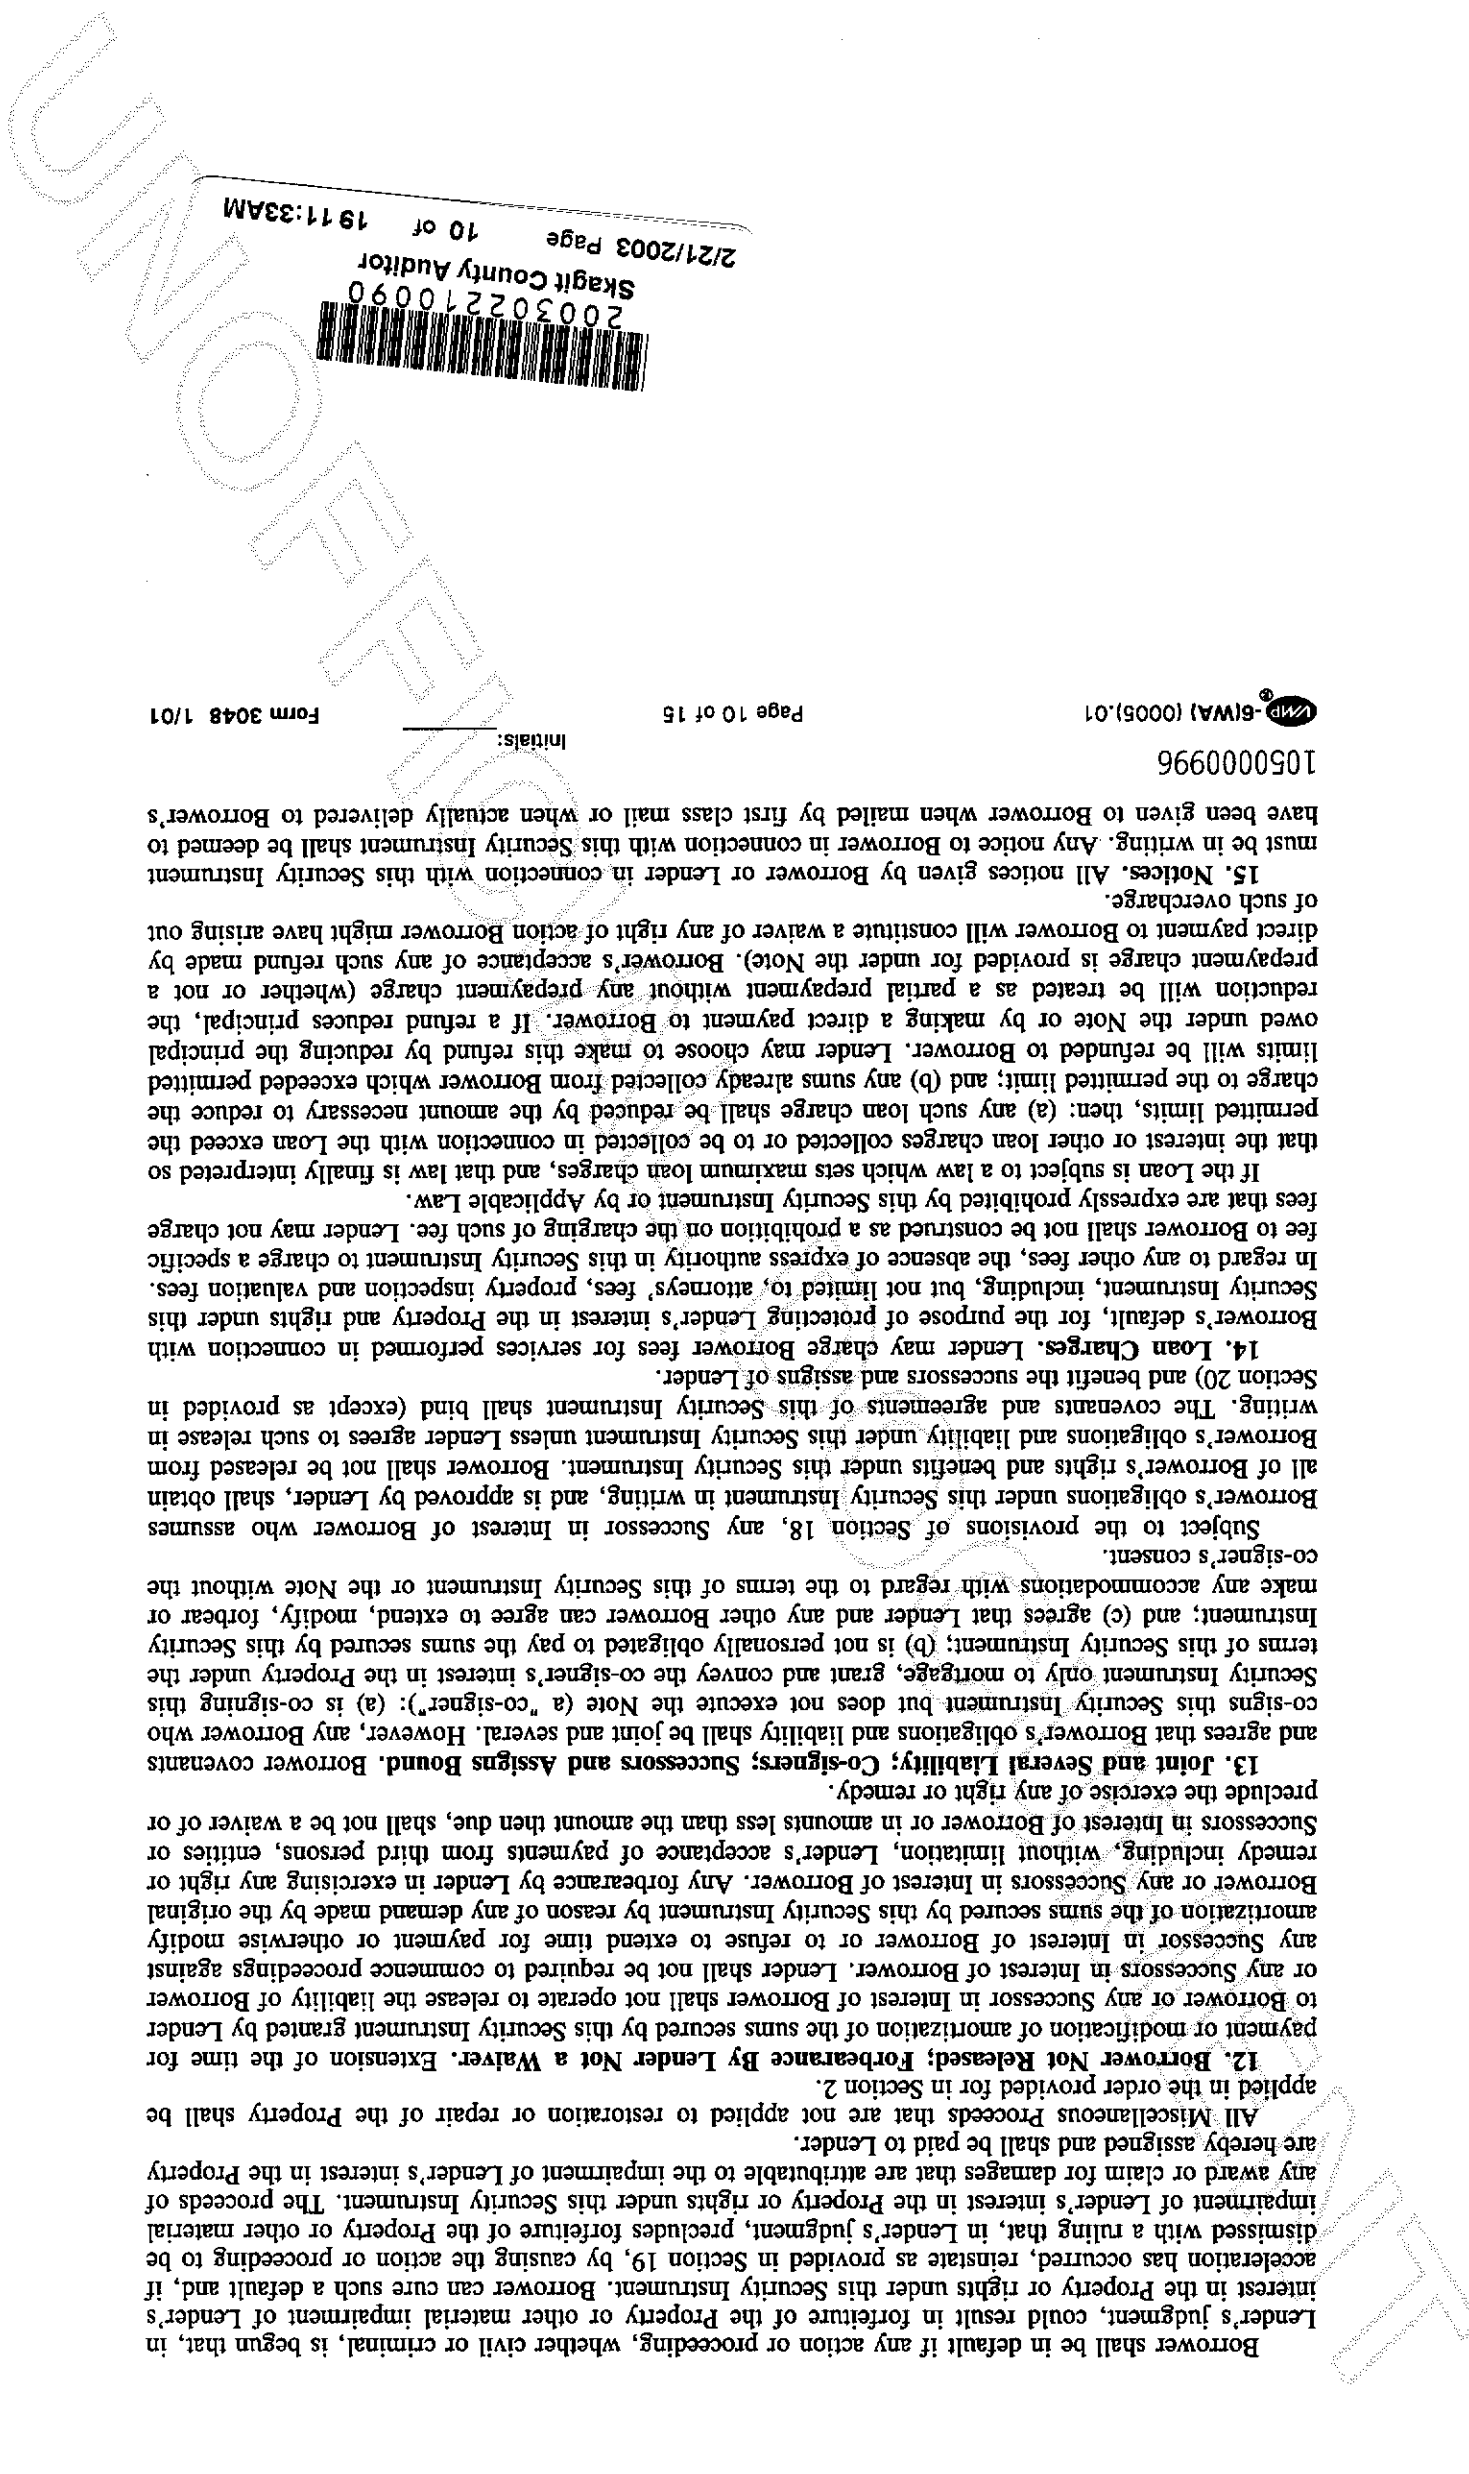 Borrower shall be in default if any action or proceeding, whether civil or criminal, is begun that, in
Lender's judgment, could result in forfeiture of the Property or other material impairment of Lender's
interest in the Property or rights under this Security Instrument. Borrower can cure such a default and, if
acceleration has occurred, reinstate as provided in Section 19, by causing the action or proceeding to be
dismissed with a ruling that, in Lender's judgment, precludes forfeiture of the Property or other material
impairment of Lender's interest in the Property or rights under this Security Instrument. The proceeds of
any award or claim for damages that are attributable to the impairment of Lender's interest in the Property
are hereby assigned and shall be paid to Lender.
All Miscellaneous Proceeds that are not applied to restoration or repair of the Property shall be
applied in the order provided for in Section 2.
12. Borrower Not Released; Forbearance By Lender Not a Waiver. Extension of the time for
payment or modification of amortization of the sums secured by this Security Instrument granted by Lender
to Borrower or any Successor in Interest of Borrower shall not operate to release the liability of Borrower
or any Successors in Interest of Borrower. Lender shall not be required to commence proceedings against
any Successor in Interest of Borrower or to refuse to extend time for payment or otherwise modify
amortization of the sums secured by this Security Instrument by reason of any demand made by the original
Borrower or any Successors in Interest of Borrower. Any forbearance by Lender in exercising any right or
remedy including, without limitation, Lender's acceptance of payments from third persons, entities or
Successors in Interest of Borrower or in amounts less than the amount then due, shall not be a waiver of or
preclude the exercise of any right or remedy.
13. Joint and Several Liability; Co-signers; Successors and Assigns Bound. Borrower covenants
and agrees that Borrower's obligations and liability shall be joint and several. However, any Borrower who
co-signs this Security Instrument but does not execute the Note (a "co-signer"): (a) is co-signing this
Security Instrument only to mortgage, grant and convey the co-signer's interest in the Property under the
terms of this Security Instrument; (b) is not personally obligated to pay the sums secured by this Security
Instrument; and (c) agrees that Lender and any other Borrower can agree to extend, modify, forbear or
make any accommodations with regard to the terms of this Security Instrument or the Note without the
co-signer's consent.
Subject to the provisions of Section 18, any Successor in Interest of Borrower who assumes
Borrower's obligations under this Security Instrument in writing, and is approved by Lender, shall obtain
all of Borrower's rights and benefits under this Security Instrument. Borrower shall not be released from
Borrower's obligations and liability under this Security Instrument unless Lender agrees to such release in
writing. The covenants and agreements of this Security Instrument shall bind (except as provided in
Section 20) and benefit the successors and assigns of Lender.
14. Loan Charges. Lender may charge Borrower fees for services performed in connection with
Borrower's default, for the purpose of protecting Lender's interest in the Property and rights under this
Security Instrument, including, but not limited to, attorneys' fees, property inspection and valuation fees.
In regard to any other fees, the absence of express authority in this Security Instrument to charge a specific
fee to Borrower shall not be construed as a prohibition on the charging of such fee. Lender may not charge
fees that are expressly prohibited by this Security Instrument or by Applicable Law.
If the Loan is subject to a law which sets maximum loan charges, and that law is finally interpreted so
that the interest or other loan charges collected or to be collected in connection with the Loan exceed the
permitted limits, then: (a) any such loan charge shall be reduced by the amount necessary to reduce the
charge to the permitted limit; and (b) any sums already collected from Borrower which exceeded permitted
limits will be refunded to Borrower. Lender may choose to make this refund by reducing the principal
owed under the Note or by making a direct payment to Borrower. If a refund reduces principal, the
reduction will be treated as a partial prepayment without any prepayment charge (whether or not a
prepayment charge is provided for under the Note). Borrower's acceptance of any such refund made by
direct payment to Borrower will constitute a waiver of any right of action Borrower might have arising out
of such overcharge.
15. Notices. All notices given by Borrower or Lender in connection with this Security Instrument
must be in writing. Any notice to Borrower in connection with this Security Instrument shall be deemed to
have been given to Borrower when mailed by first class mail or when actually delivered to Borrower's
10500000996
Initials:
VMP®-6(WA) (0005).01 Page 10 of 15 Form 3048 1/01
200302210090
Skagit County Auditor
2/21/2003 Page 10 of 19 11:33AM
UNOFFICIAL DOCUMENT